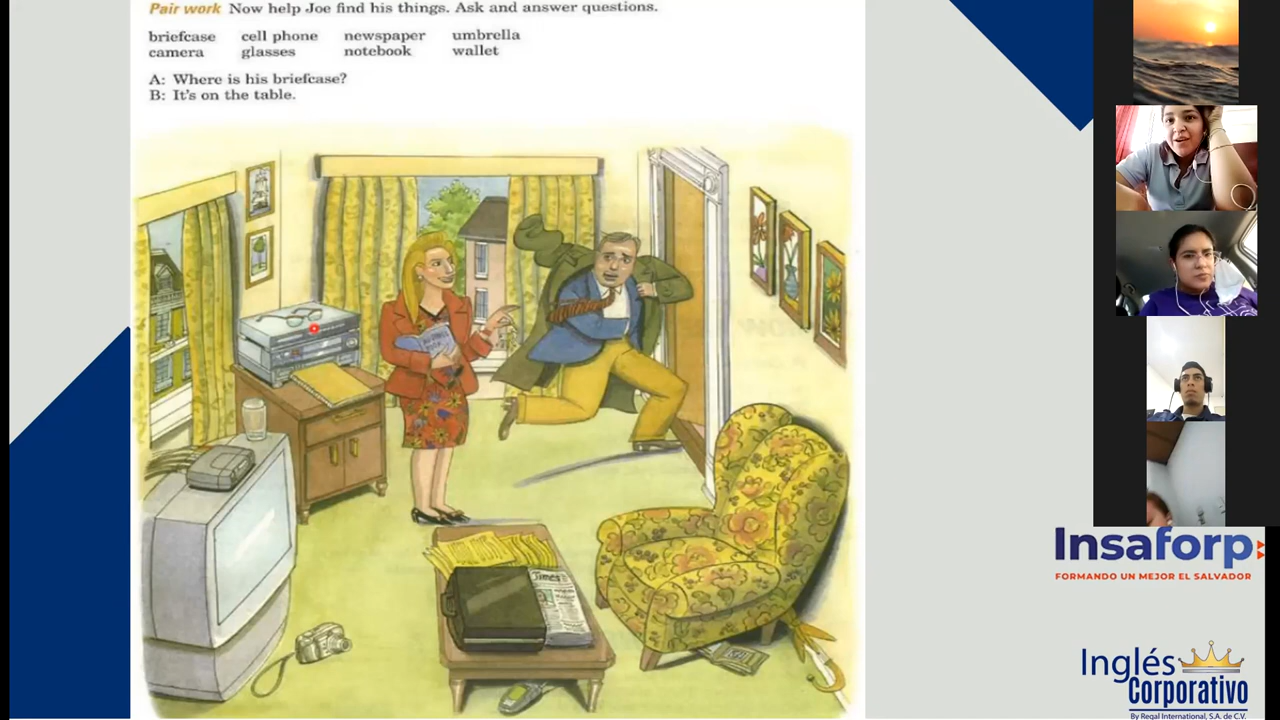 Pair work Now help Joe find his things. Ask and answer questions.
briefcase cell phone newspaper umbrella
camera glasses notebook wallet
A: Where is his briefcase?
B: It's on the table.
Times
Insaforp
FORMANDO UN MEJOR EL SALVADOR
Inglés
Corporativo
By Regal International, S.A. de C.V.